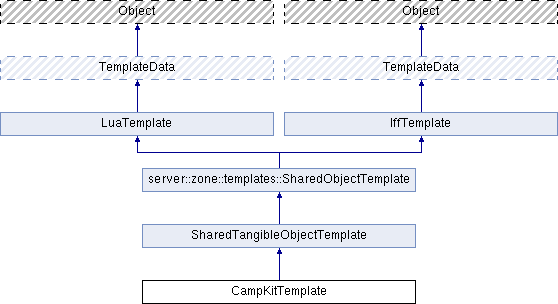 Object
Object
TemplateData
TemplateData
LuaTemplate
IffTemplate
server::zone::templates::SharedObjectTemplate
SharedTangibleObjectTemplate
CampKitTemplate